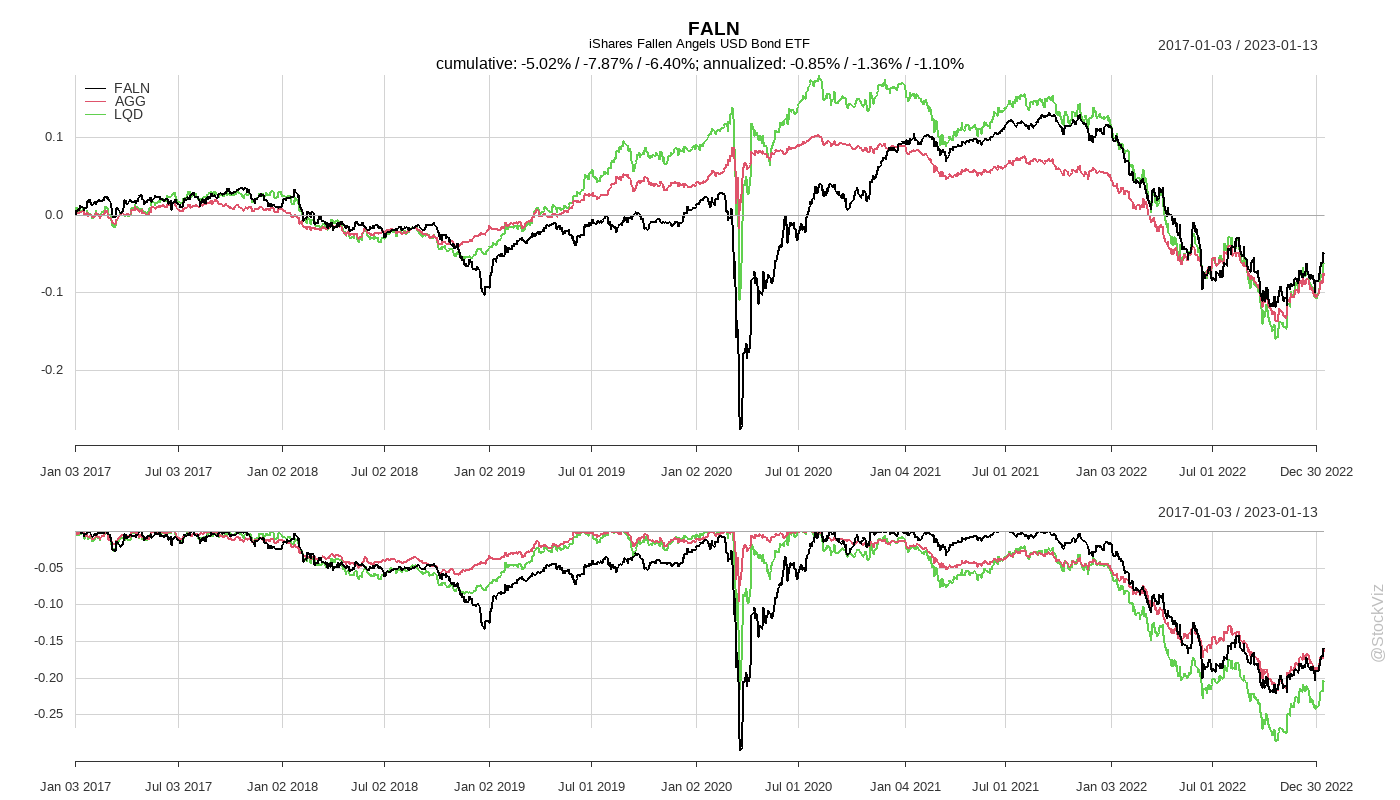 FALN
iShares Fallen Angels USD Bond ETF
2017-01-03 / 2023-01-13
cumulative: -5.02% / -7.87% / -6.40%; annualized: -0.85% / -1.36% / -1.10%
FALN
AGG
LQD
0.1
0.0
-0.1
-0.2
Jan 03 2017 Jul 03 2017 Jan 02 2018 Jul 02 2018 Jan 02 2019 Jul 01 2019 Jan 02 2020 Jul 01 2020 Jan 04 2021 Jul 01 2021 Jan 03 2022 Jul 01 2022 Dec 30 2022
2017-01-03 / 2023-01-13
-0.05
-0.10
-0.15
-0.20
-0.25
Jan 03 2017 Jul 03 2017 Jan 02 2018 Jul 02 2018 Jan 02 2019 Jul 01 2019 Jan 02 2020 Jul 01 2020 Jan 04 2021 Jul 01 2021 Jan 03 2022 Jul 01 2022 Dec 30 2022
@StockViz